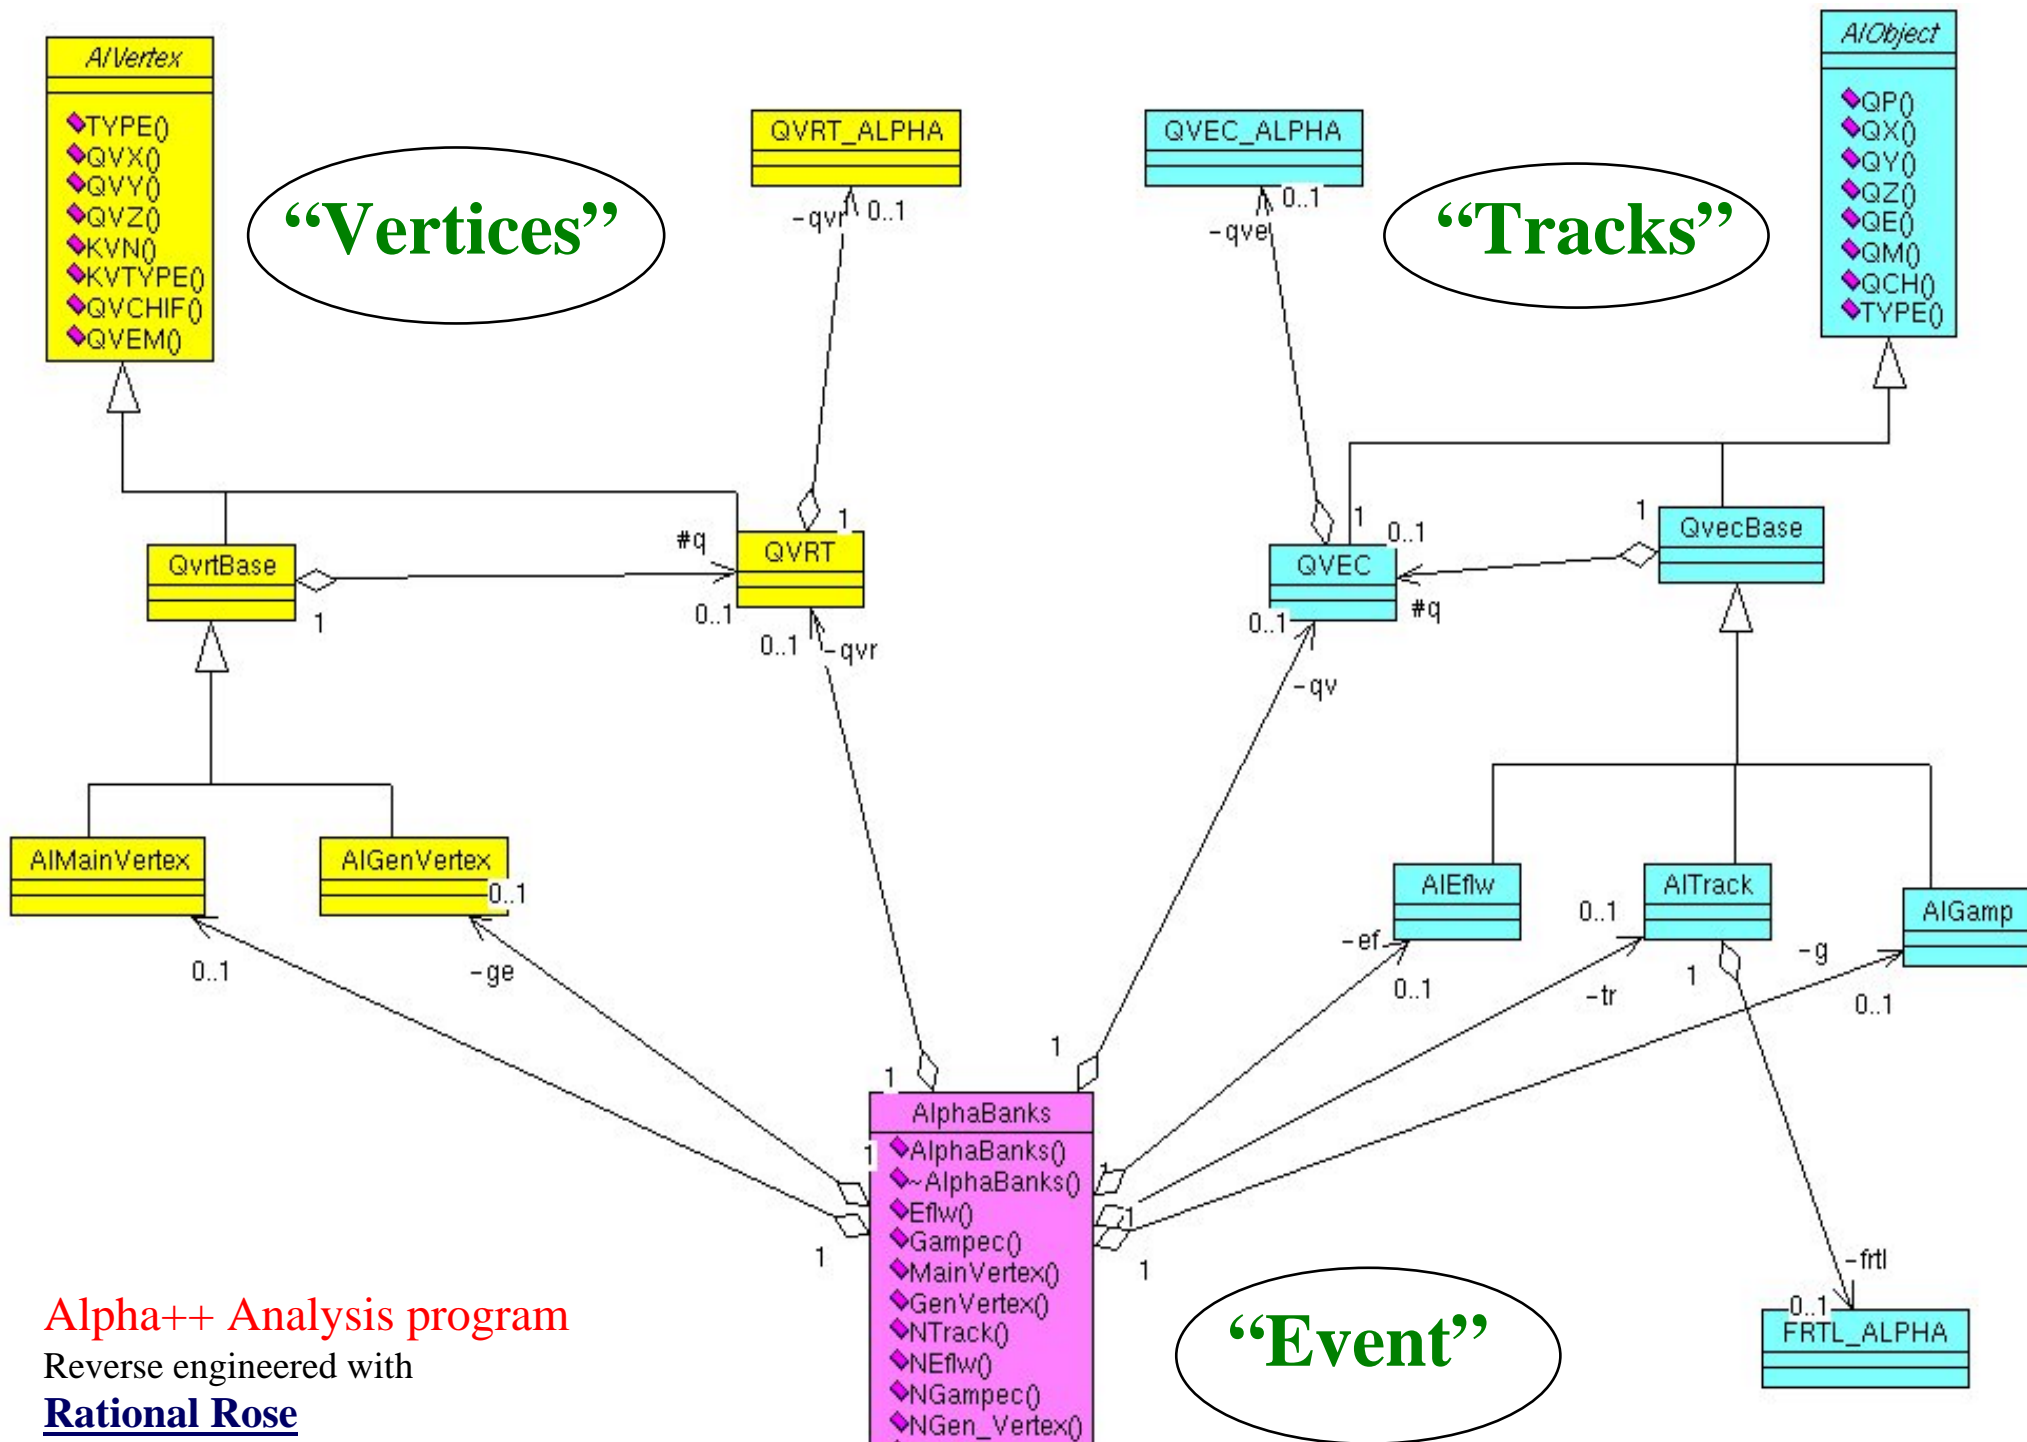 AlVertex
TYPE()
QVX()
QVY()
QVZ()
KVN()
KVTYPE()
QVCHIF()
QVEM()
“Vertices”
QVRT_ALPHA
-qvr
0..1
QVEC_ALPHA
0..1
-qve
“Tracks”
AlObject
QP()
QX()
QY()
QZ()
QE()
QM()
QCH()
TYPE()
QvrtBase
1
#q
0..1
1
QVRT
0..1
-qvr
1
0..1
QVEC
0..1
#q
1
QvecBase
-qv
AlMainVertex
0..1
AlGenVertex
0..1
-ge
AlEflw
-ef
0..1
AlTrack
0..1
-tr
1
AlGamp
-g
0..1
1
1
1
1
1
1
1
AlphaBanks
AlphaBanks()
~AlphaBanks()
Eflw()
Gampec()
MainVertex()
GenVertex()
NTrack()
NEflw()
NGampec()
NGen_Vertex()
“Event”
-frtl
0..1
FRTL_ALPHA
Alpha++ Analysis program
Reverse engineered with
Rational Rose